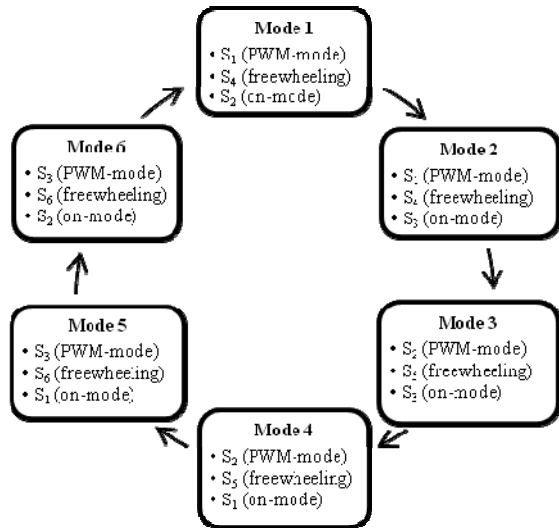 Mode 1
• S₁ (PWM-mode)
• S₄ (freewheeling)
• S₂ (on-mode)
Mode 2
• (PWM-mode)
• (freewheeling)
• S₃ (on-mode)
Mode 3
• S₂ (PWM-mode)
• (freewheeling)
• (on-mode)
Mode 4
• S₂ (PWM-mode)
• S₅ (freewheeling)
• S₁ (on-mode)
Mode 5
• S₃ (PWM-mode)
• S₆ (freewheeling)
• S₁ (on-mode)
Mode 6
• S₃ (PWM-mode)
• S₆ (freewheeling)
• S₂ (on-mode)